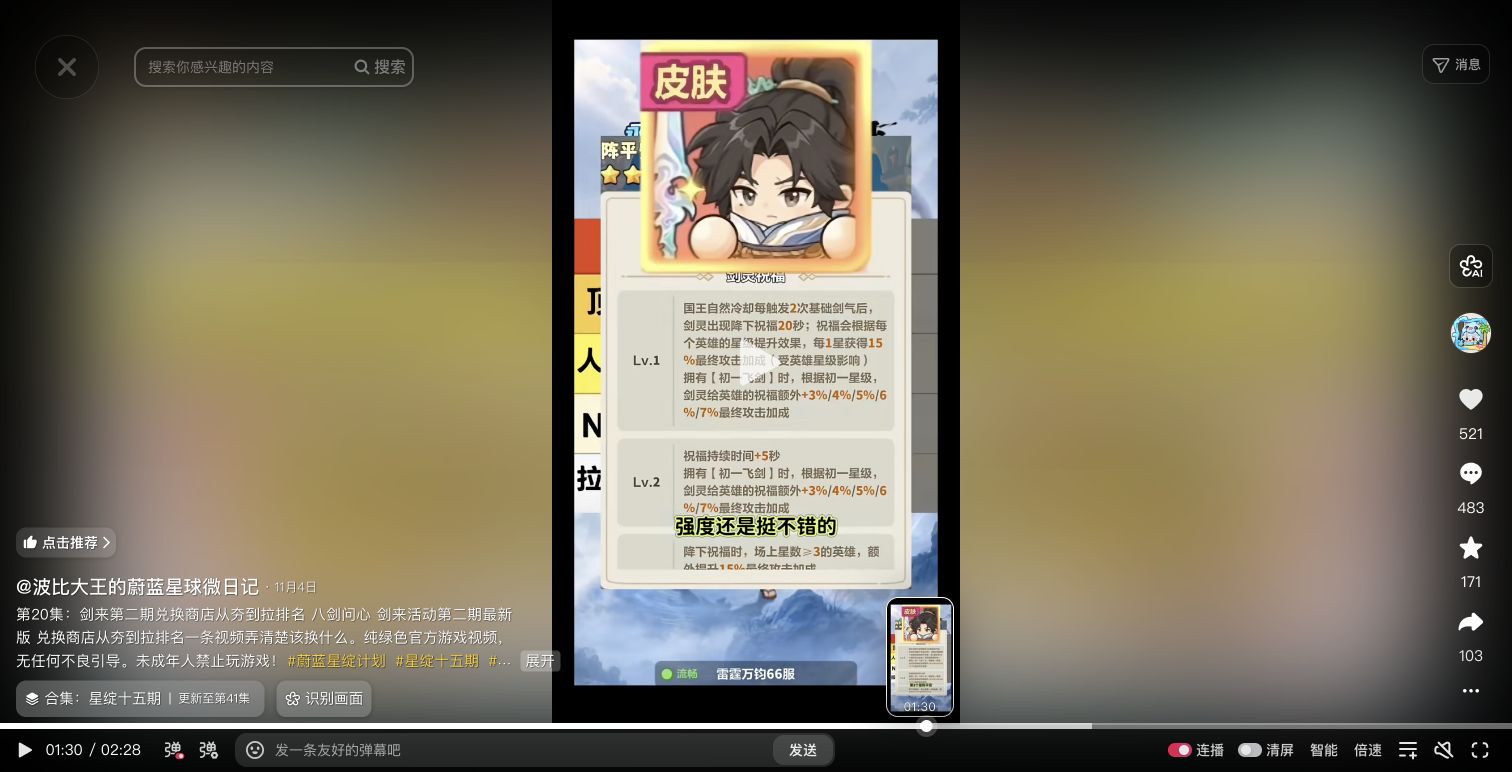 搜索你感兴趣的内容
搜索
消息
皮肤
陈平
剑灵祝福
Lv.1
国王自然冷却每触发2次基础剑气后，
剑灵出现降下祝福20秒；祝福会根据每
个英雄的星级提升效果，每1星获得15
%最终攻击加成（受英雄星级影响）
拥有【初一飞剑】时，根据初一星级，
剑灵给英雄的祝福额外+3%/4%/5%/6
%/7%最终攻击加成
Lv.2
祝福持续时间+5秒
拥有【初一飞剑】时，根据初一星级，
剑灵给英雄的祝福额外+3%/4%/5%/6
%/7%最终攻击加成
强度还是挺不错的
降下祝福时，场上星数≥3的英雄，额
外提升15%最终攻击加成
人
N
拉
流畅
雷霆万钧66服
AI
521
483
171
103
点击推荐
@波比大王的蔚蓝星球微日记 · 11月4日
第20集：剑来第二期兑换商店从夯到拉排名 八剑问心 剑来活动第二期最新
版 兑换商店从夯到拉排名一条视频弄清楚该换什么。纯绿色官方游戏视频，
无任何不良引导。未成年人禁止玩游戏！#蔚蓝星绽计划 #星绽十五期 #... 展开
合集：星绽十五期 | 更新至第41集
识别画面
皮肤
01:30
01:30 / 02:28
弹
弹
发一条友好的弹幕吧
发送
连播
清屏
智能
倍速